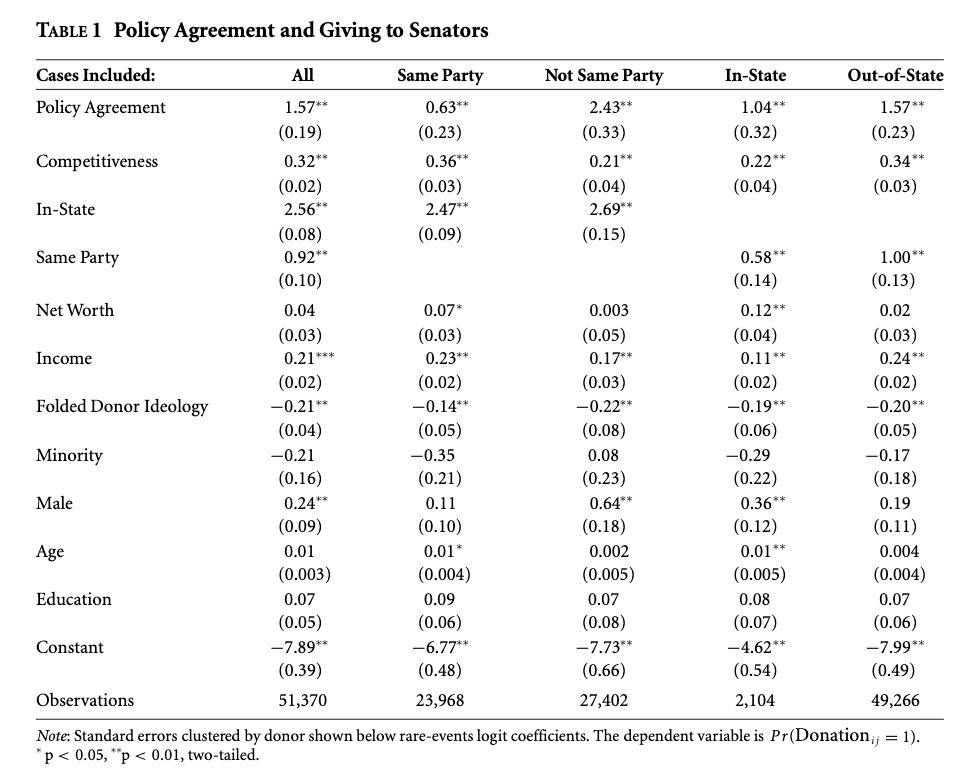 TABLE 1 Policy Agreement and Giving to Senators
Cases Included: All Same Party Not Same Party In-State Out-of-State
Policy Agreement 1.57** 0.63** 2.43** 1.04** 1.57**
(0.19) (0.23) (0.33) (0.32) (0.23)
Competitiveness 0.32** 0.36** 0.21** 0.22** 0.34**
(0.02) (0.03) (0.04) (0.04) (0.03)
In-State 2.56** 2.47** 2.69**
(0.08) (0.09) (0.15)
Same Party 0.92** 0.58** 1.00**
(0.10) (0.14) (0.13)
Net Worth 0.04 0.07* 0.003 0.12** 0.02
(0.03) (0.03) (0.05) (0.04) (0.03)
Income 0.21*** 0.23** 0.17** 0.11** 0.24**
(0.02) (0.02) (0.03) (0.02) (0.02)
Folded Donor Ideology −0.21** −0.14** −0.22** −0.19** −0.20**
(0.04) (0.05) (0.08) (0.06) (0.05)
Minority −0.21 −0.35 0.08 −0.29 −0.17
(0.16) (0.21) (0.23) (0.22) (0.18)
Male 0.24** 0.11 0.64** 0.36** 0.19
(0.09) (0.10) (0.18) (0.12) (0.11)
Age 0.01 0.01* 0.002 0.01** 0.004
(0.003) (0.004) (0.005) (0.005) (0.004)
Education 0.07 0.09 0.07 0.08 0.07
(0.05) (0.06) (0.08) (0.07) (0.06)
Constant −7.89** −6.77** −7.73** −4.62** −7.99**
(0.39) (0.48) (0.66) (0.54) (0.49)
Observations 51,370 23,968 27,402 2,104 49,266
Note: Standard errors clustered by donor shown below rare-events logit coefficients. The dependent variable is Pr(Donation ij = 1).
*p < 0.05, **p < 0.01, two-tailed.